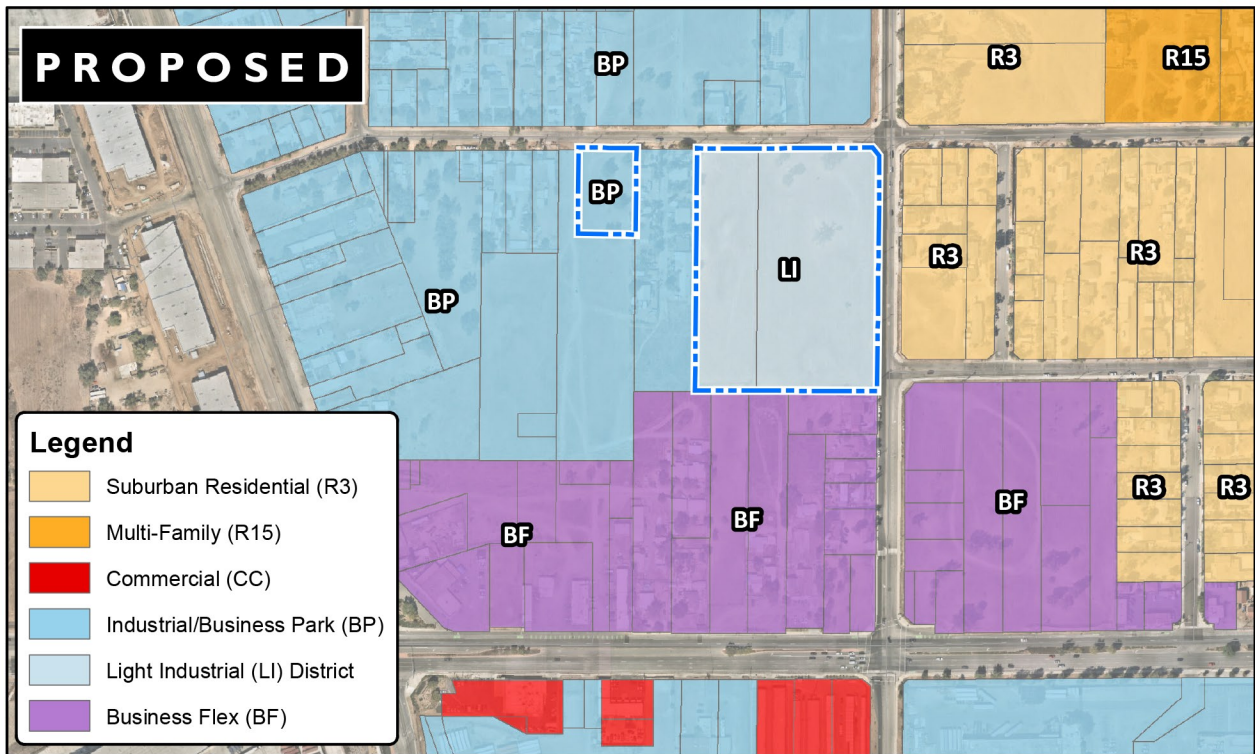 PROPOSED
BP
R3
R15
BP
LI
R3
R3
BP
BF
BF
BF
R3
R3
Legend
Suburban Residential (R3)
Multi-Family (R15)
Commercial (CC)
Industrial/Business Park (BP)
Light Industrial (LI) District
Business Flex (BF)